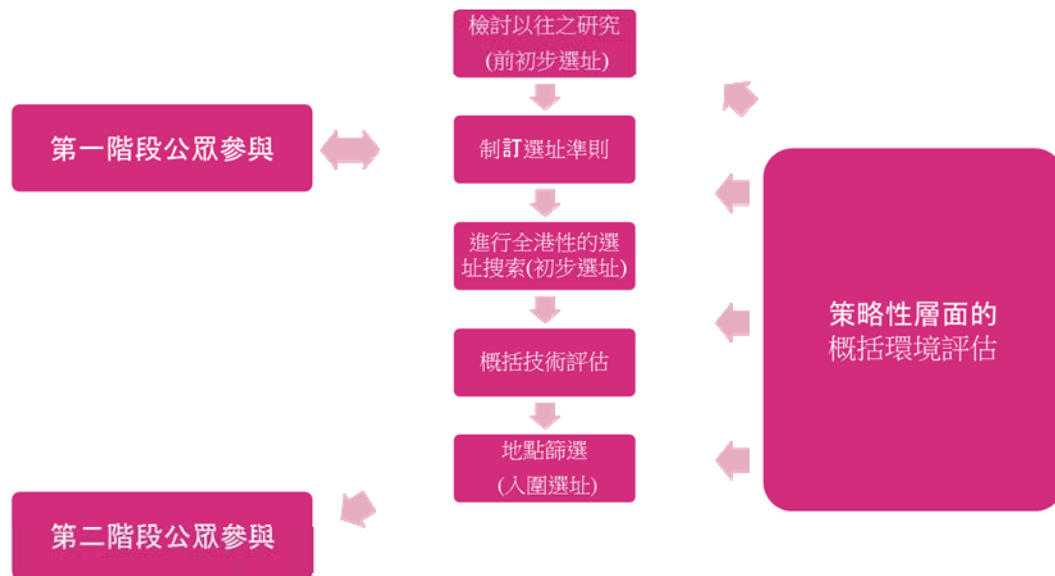 檢討以往之研究
(前初步選址)
第一階段公眾參與
制訂選址準則
進行全港性的選
址搜索(初步選址)
策略性層面的
概括環境評估
概括技術評估
地點篩選
(入圍選址)
第二階段公眾參與